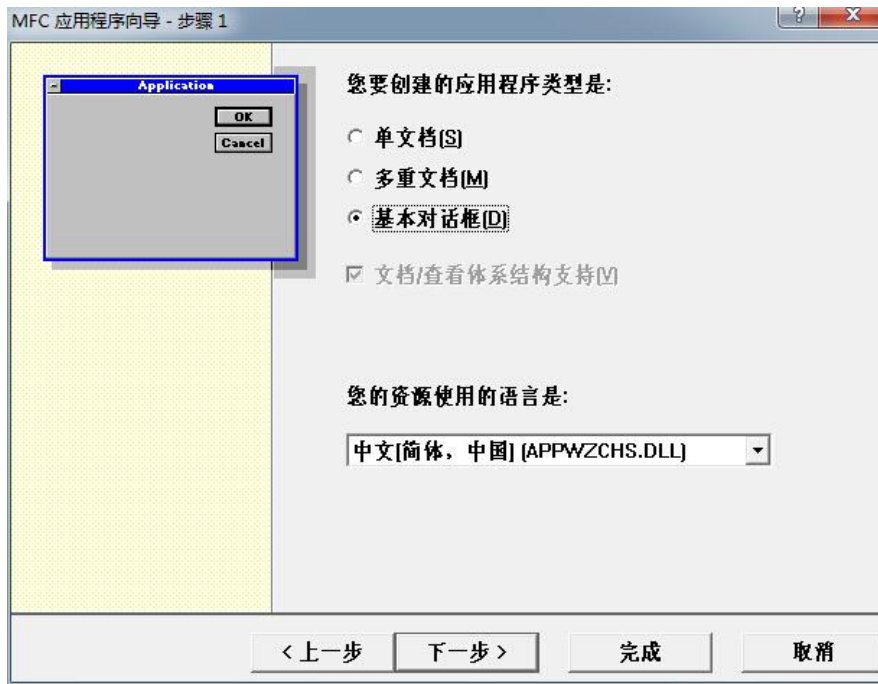 MFC 应用程序向导 - 步骤 1
?
X
Application
OK
Cancel
您要创建的应用程序类型是:
单文档[S]
多重文档[M]
基本对话框[D]
文档/查看体系结构支持[V]
您的资源使用的语言是:
中文[简体，中国] (APPWZCHS.DLL)
< 上一步
下一步 >
完成
取消